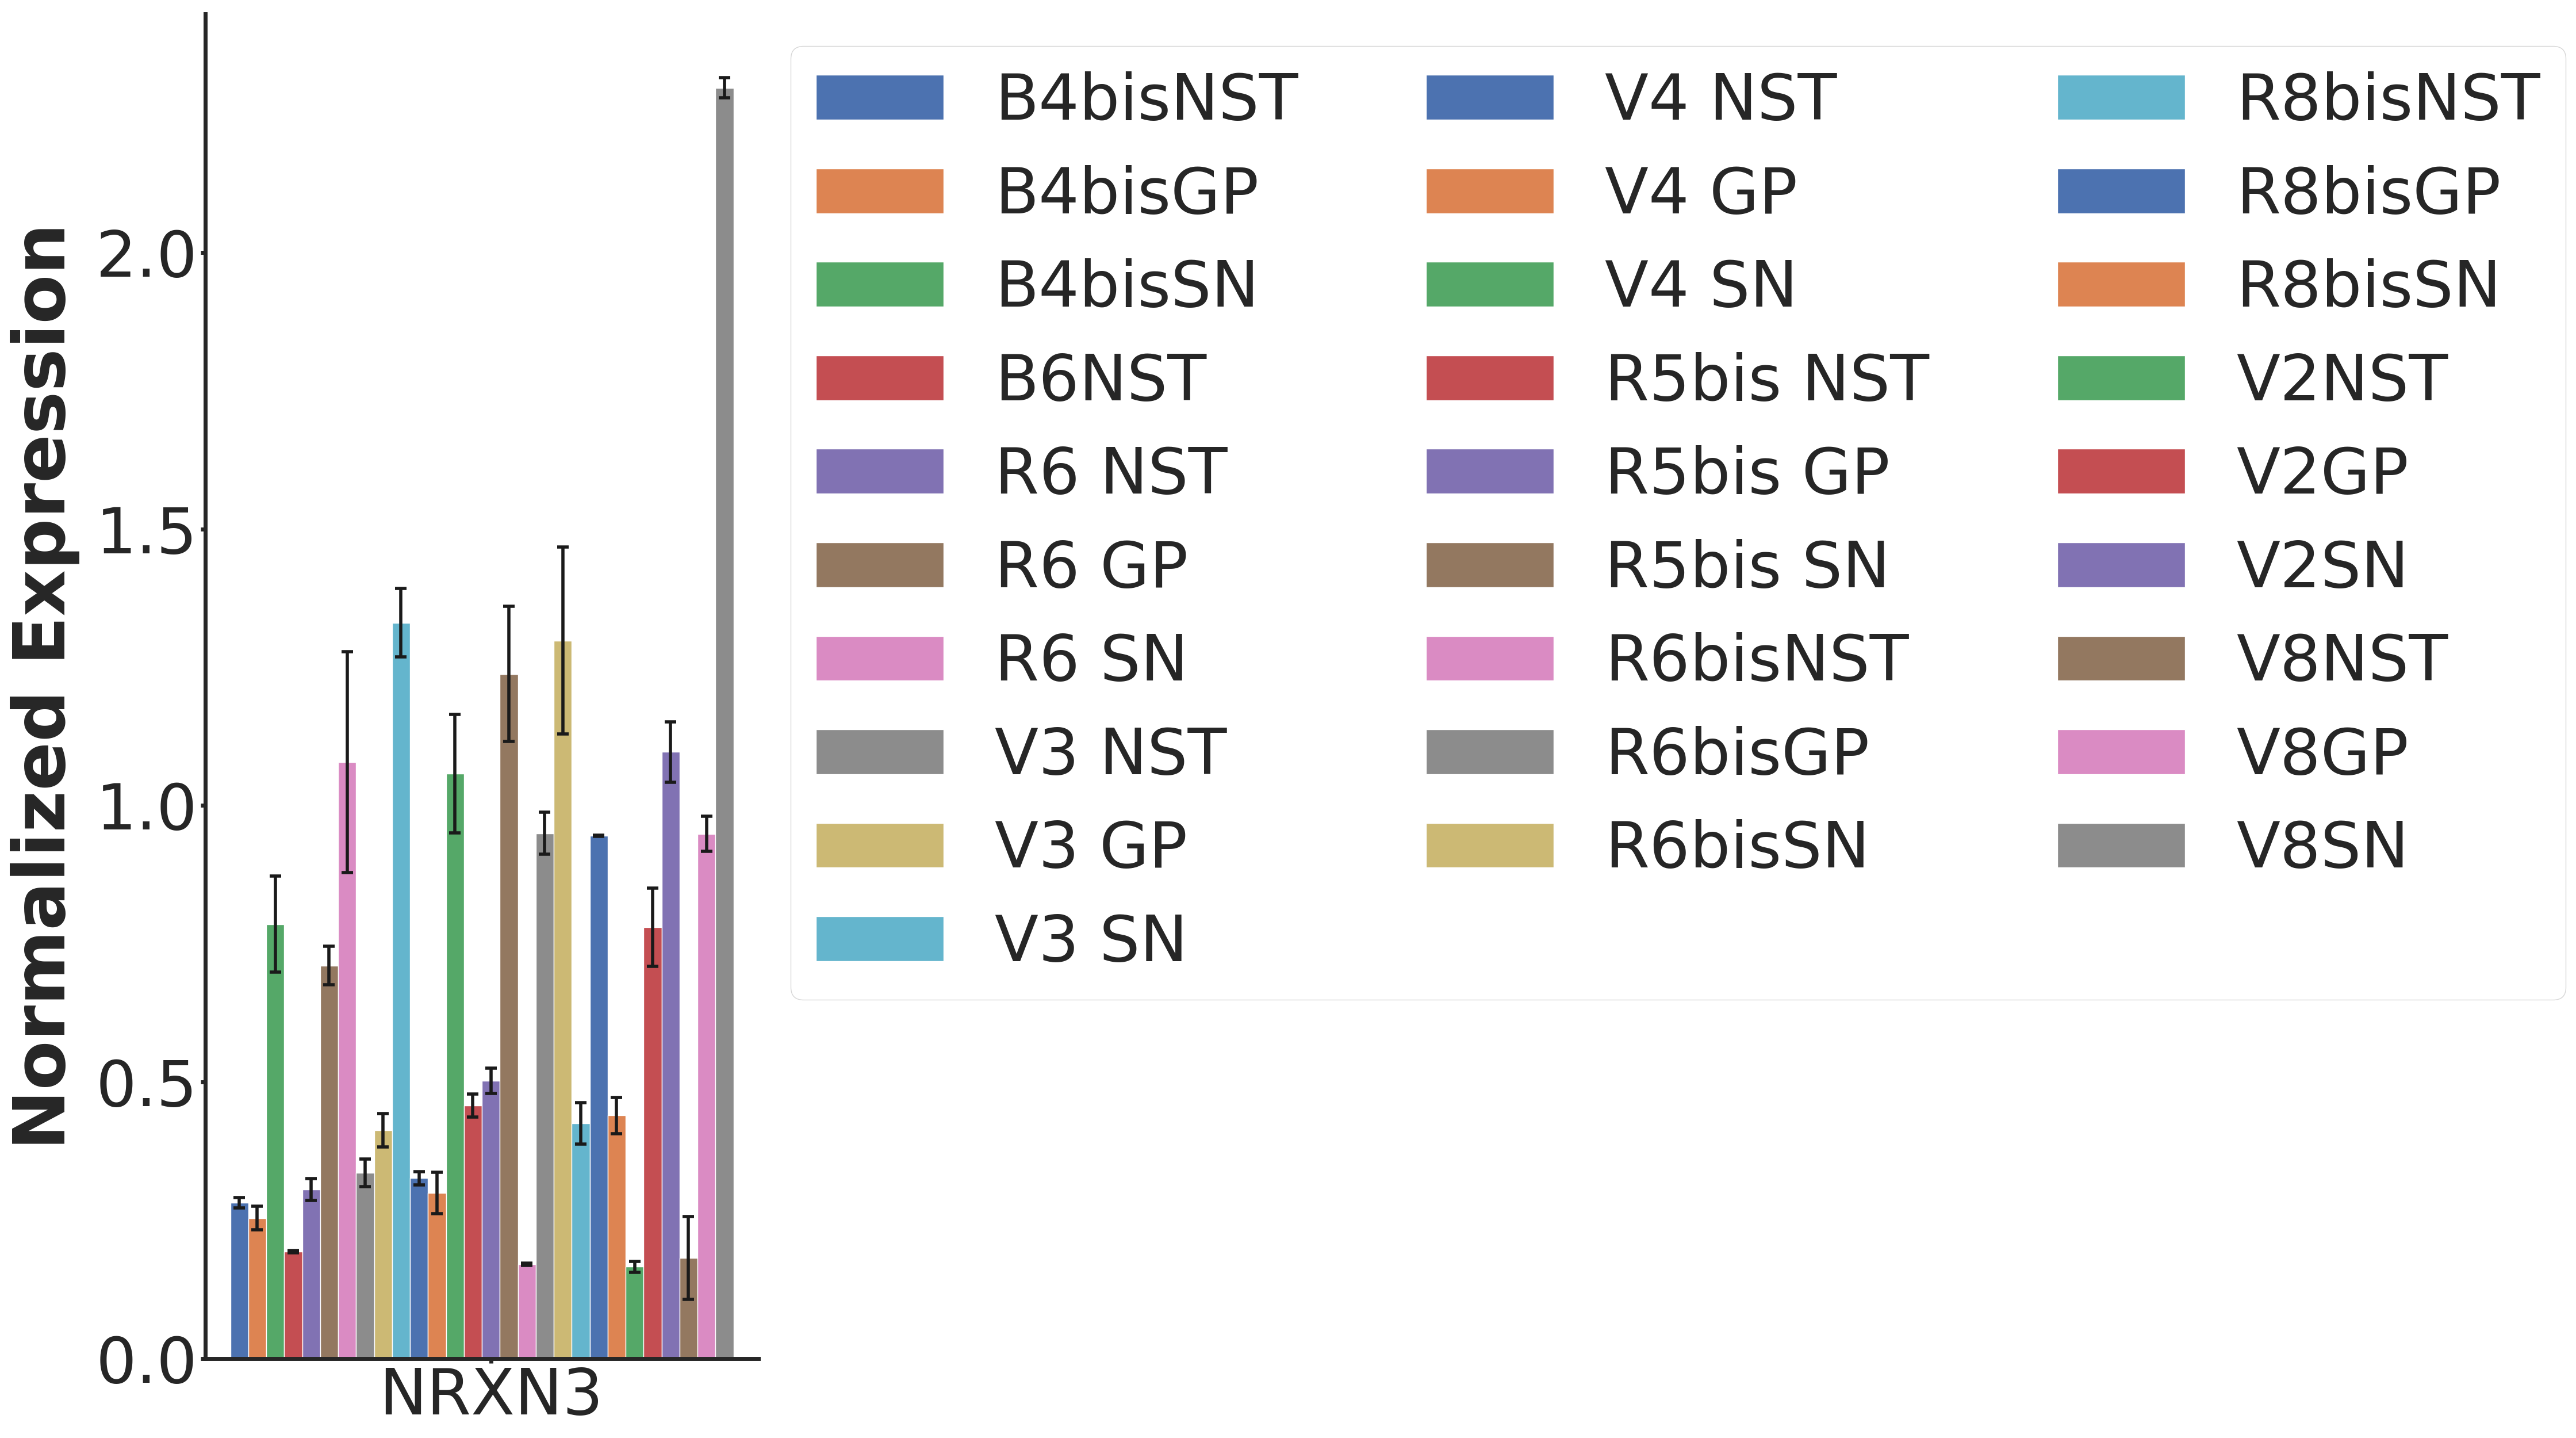 Normalized Expression
2.0
1.5
1.0
0.5
0.0
NRXN3
B4bisNST
B4bisGP
B4bisSN
B6NST
R6 NST
R6 GP
R6 SN
V3 NST
V3 GP
V3 SN
V4 NST
V4 GP
V4 SN
R5bis NST
R5bis GP
R5bis SN
R6bisNST
R6bisGP
R6bisSN
R8bisNST
R8bisGP
R8bisSN
V2NST
V2GP
V2SN
V8NST
V8GP
V8SN